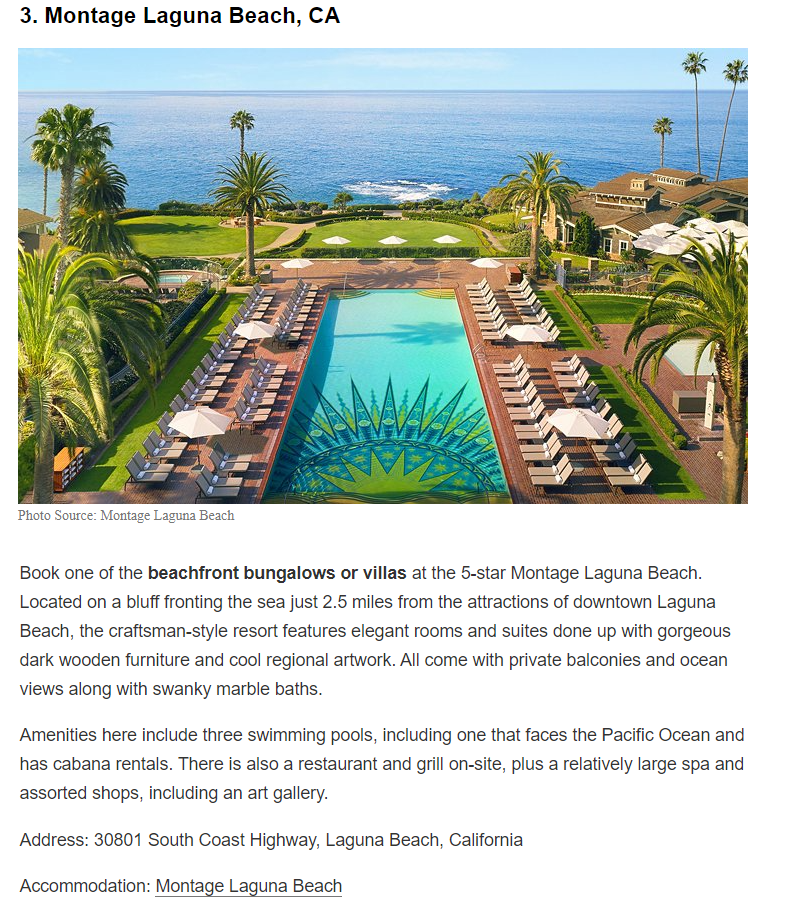 3. Montage Laguna Beach, CA
Photo Source: Montage Laguna Beach
Book one of the beachfront bungalows or villas at the 5-star Montage Laguna Beach.
Located on a bluff fronting the sea just 2.5 miles from the attractions of downtown Laguna
Beach, the craftsman-style resort features elegant rooms and suites done up with gorgeous
dark wooden furniture and cool regional artwork. All come with private balconies and ocean
views along with swanky marble baths.
Amenities here include three swimming pools, including one that faces the Pacific Ocean and
has cabana rentals. There is also a restaurant and grill on-site, plus a relatively large spa and
assorted shops, including an art gallery.
Address: 30801 South Coast Highway, Laguna Beach, California
Accommodation: Montage Laguna Beach